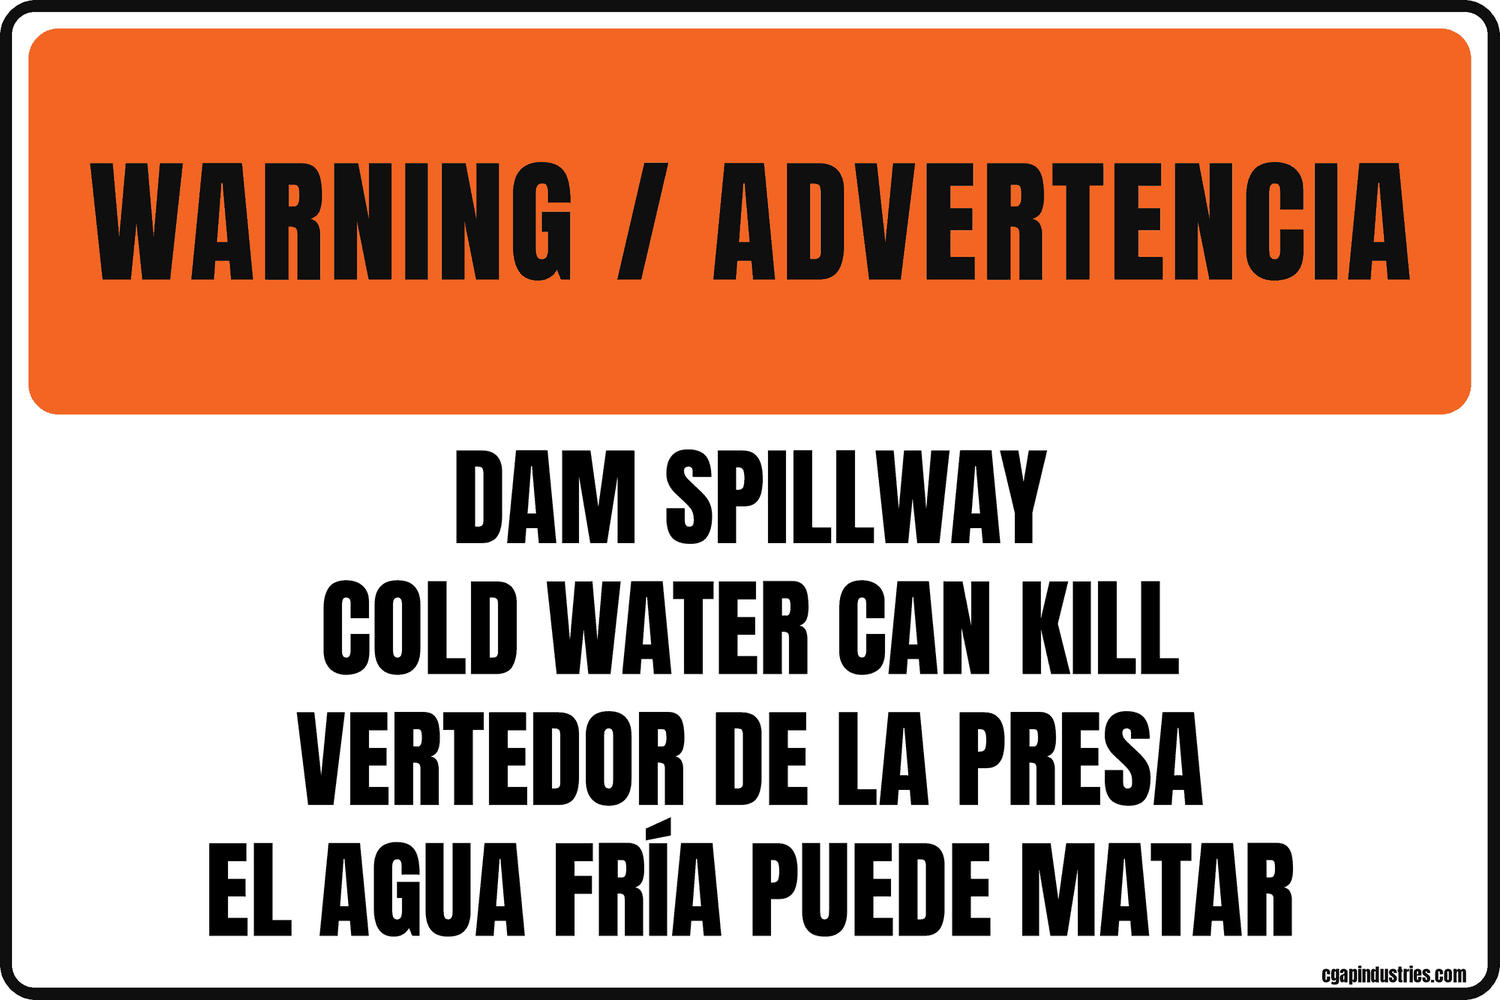 WARNING / ADVERTENCIA
DAM SPILLWAY
COLD WATER CAN KILL
VERTEDOR DE LA PRESA
EL AGUA FRÍA PUEDE MATAR
cgapindustries.com